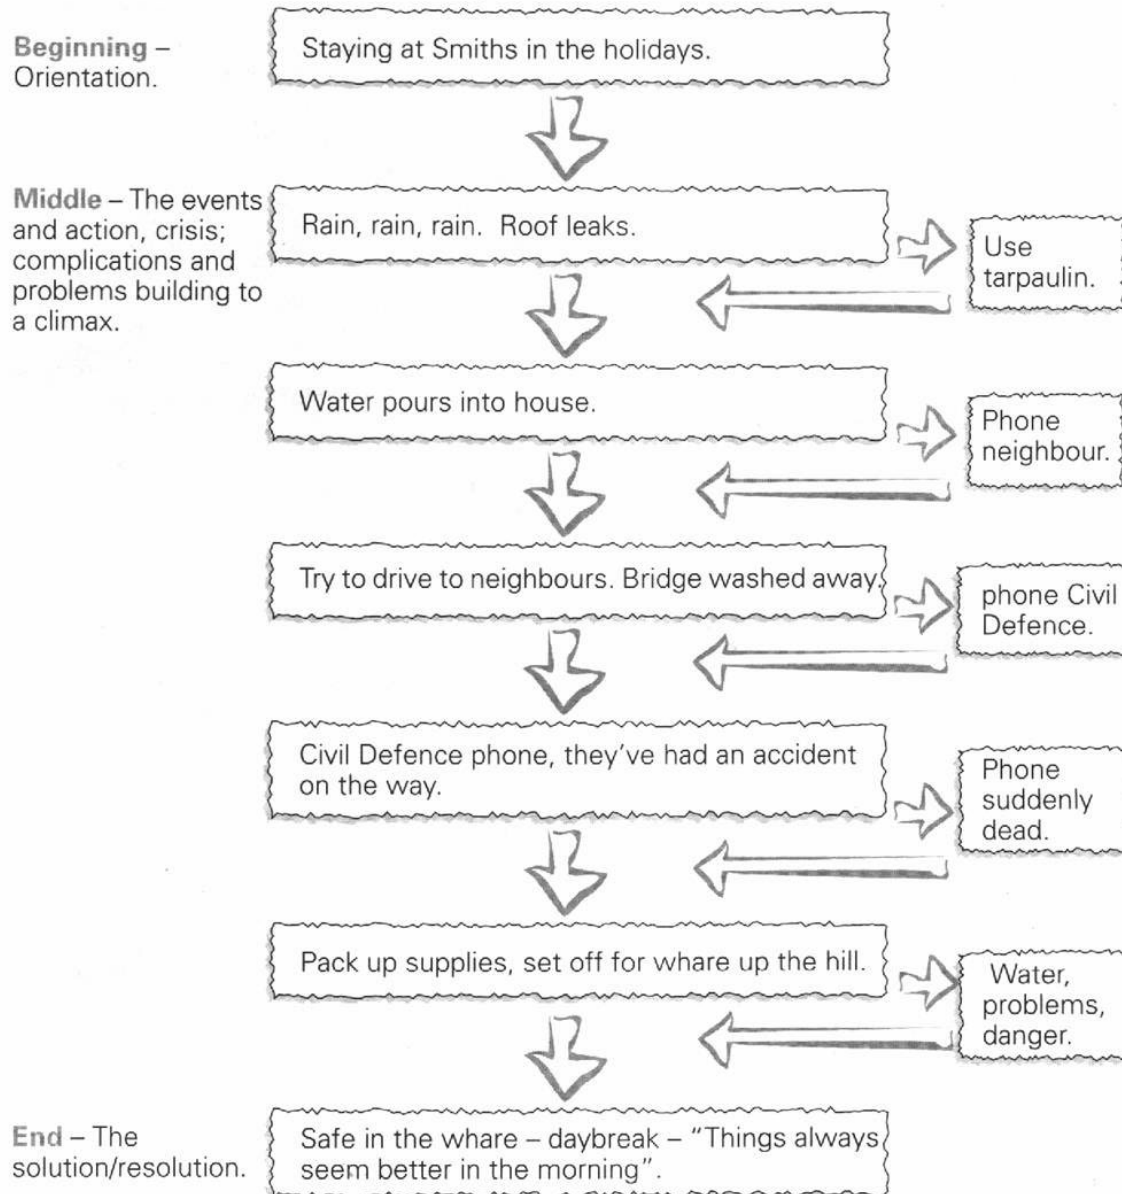 Beginning –
Orientation.
Staying at Smiths in the holidays.
Middle – The events
and action, crisis;
complications and
problems building to
a climax.
Rain, rain, rain. Roof leaks.
Use
tarpaulin.
Water pours into house.
Phone
neighbour.
Try to drive to neighbours. Bridge washed away.
phone Civil
Defence.
Civil Defence phone, they've had an accident
on the way.
Phone
suddenly
dead.
Pack up supplies, set off for whare up the hill.
Water,
problems,
danger.
End – The
solution/resolution.
Safe in the whare – daybreak – "Things always
seem better in the morning".